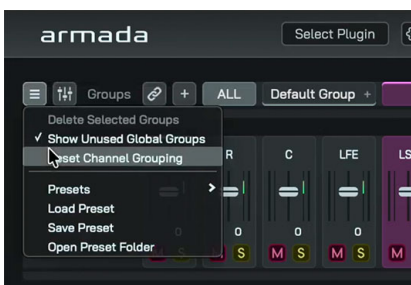 armada
Select Plugin
Groups + ALL Default Group +
Delete Selected Groups
✓ Show Unused Global Groups
Reset Channel Grouping
Presets >
Load Preset
Save Preset
Open Preset Folder
R C LFE LS
0 0 0 0
M S M S M S M S M